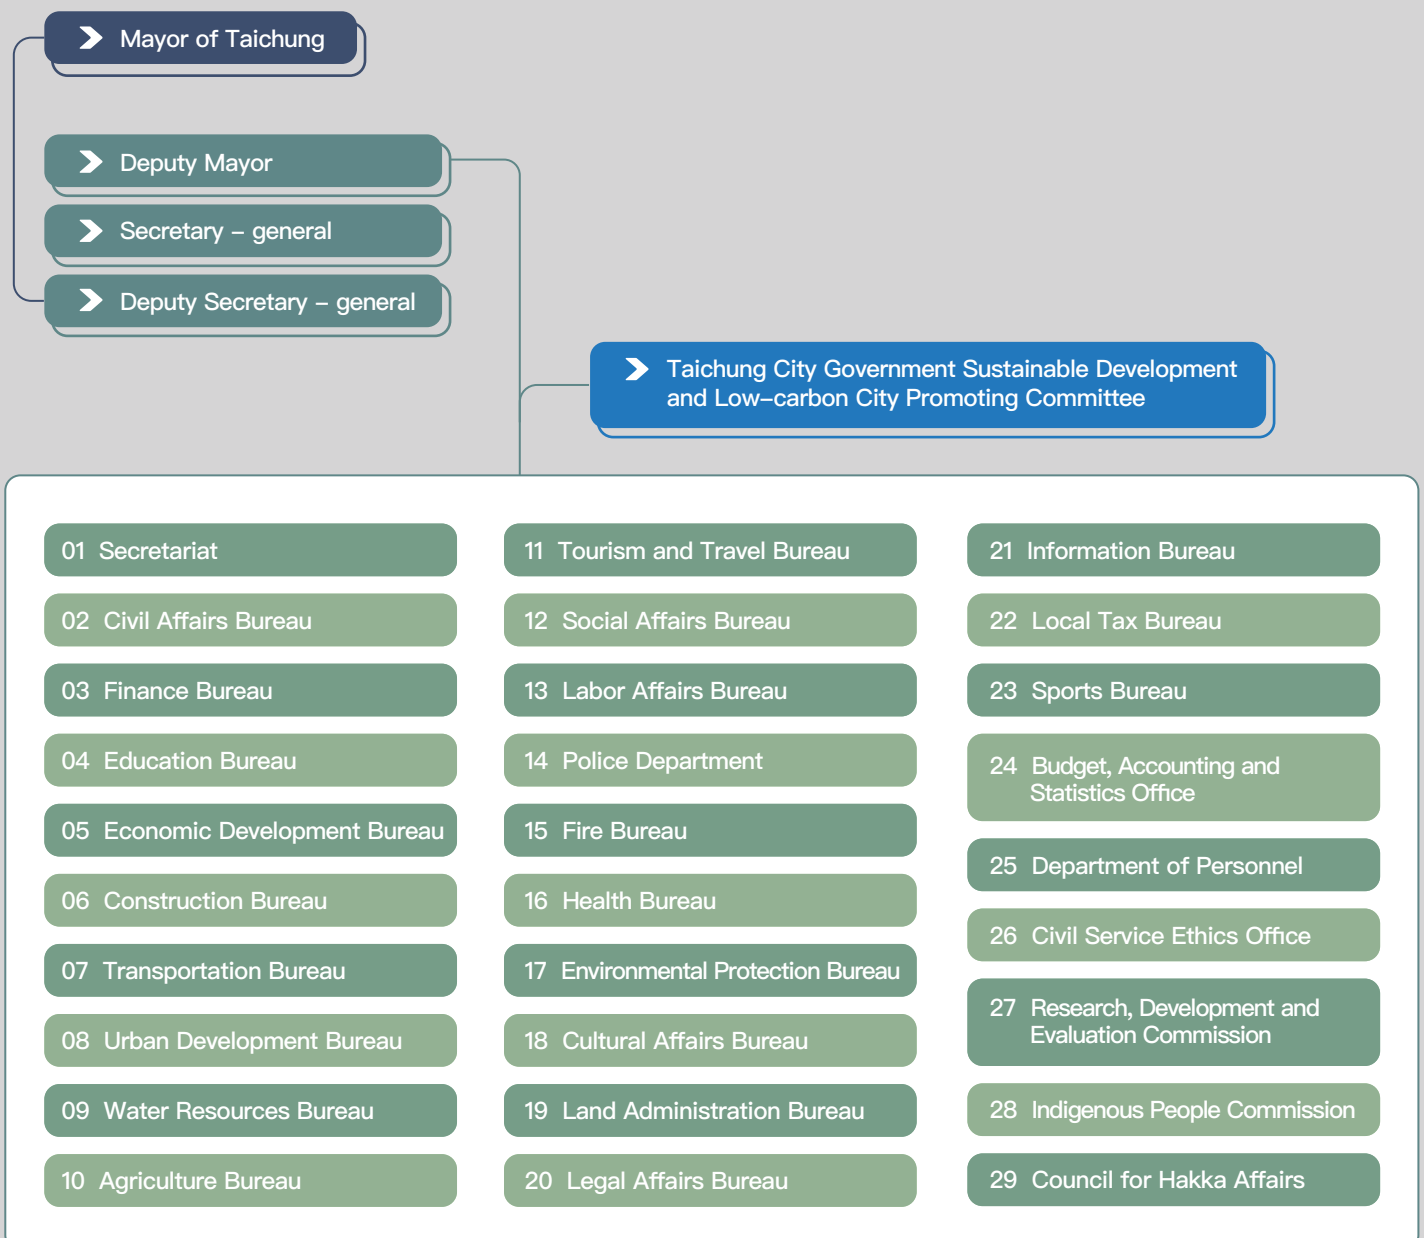 Mayor of Taichung
Deputy Mayor
Secretary – general
Deputy Secretary – general
Taichung City Government Sustainable Development
and Low–carbon City Promoting Committee
01 Secretariat
02 Civil Affairs Bureau
03 Finance Bureau
04 Education Bureau
05 Economic Development Bureau
06 Construction Bureau
07 Transportation Bureau
08 Urban Development Bureau
09 Water Resources Bureau
10 Agriculture Bureau
11 Tourism and Travel Bureau
12 Social Affairs Bureau
13 Labor Affairs Bureau
14 Police Department
15 Fire Bureau
16 Health Bureau
17 Environmental Protection Bureau
18 Cultural Affairs Bureau
19 Land Administration Bureau
20 Legal Affairs Bureau
21 Information Bureau
22 Local Tax Bureau
23 Sports Bureau
24 Budget, Accounting and
Statistics Office
25 Department of Personnel
26 Civil Service Ethics Office
27 Research, Development and
Evaluation Commission
28 Indigenous People Commission
29 Council for Hakka Affairs